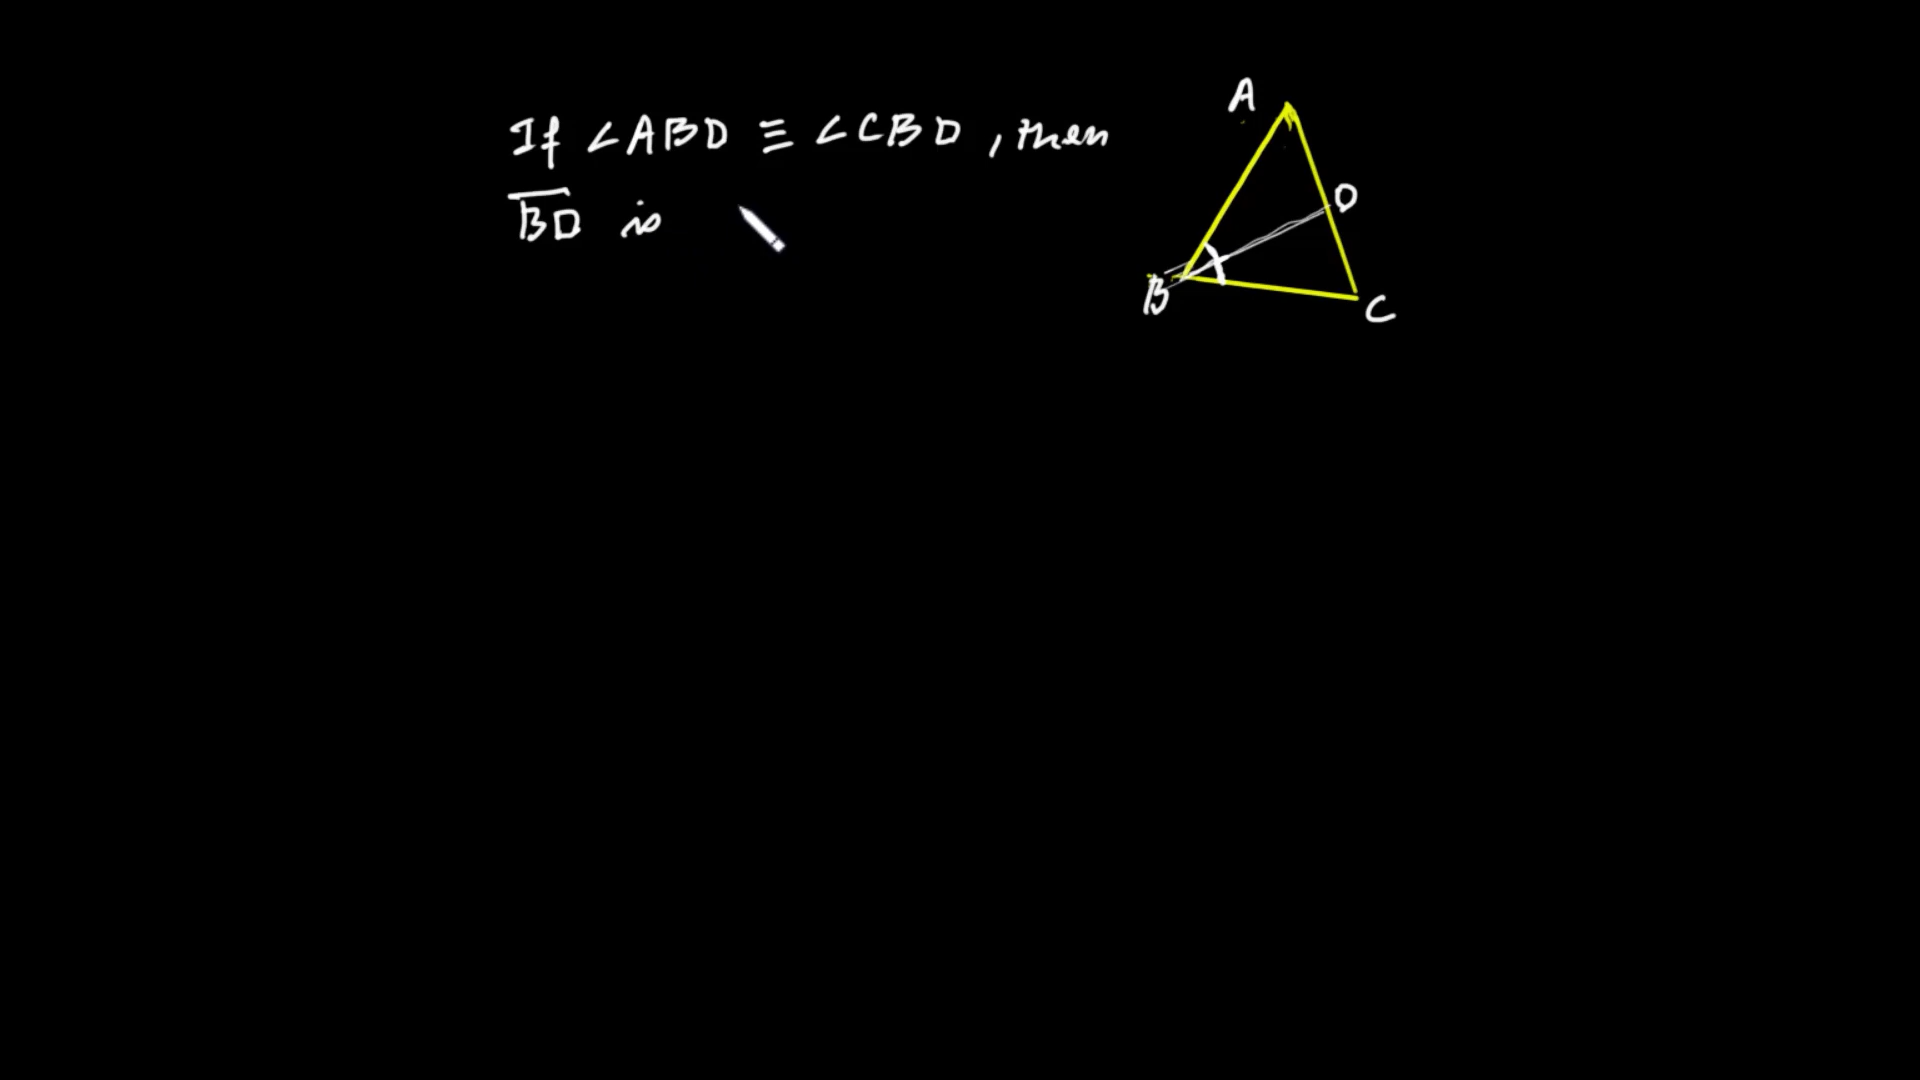 If ∠ABD ≡ ∠CBD, then
BD is
A
D
B
C